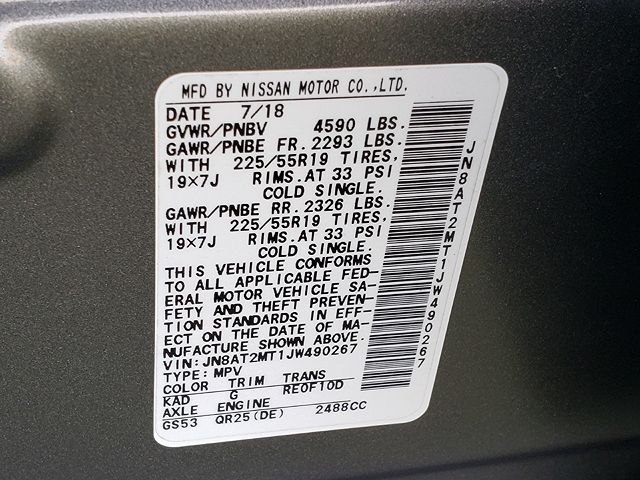 MFD BY NISSAN MOTOR CO.,LTD.
DATE 7/18
GVWR/PNBV 4590 LBS.
GAWR/PNBE FR. 2293 LBS.
WITH 225/55R19 TIRES,
19×7J RIMS.AT 33 PSI
COLD SINGLE.
GAWR/PNBE RR. 2326 LBS.
WITH 225/55R19 TIRES,
19×7J RIMS.AT 33 PSI
COLD SINGLE.
THIS VEHICLE CONFORMS
TO ALL APPLICABLE FED-
ERAL MOTOR VEHICLE SA-
FETY AND THEFT PREVEN-
TION STANDARDS IN EFF-
ECT ON THE DATE OF MA-
NUFACTURE SHOWN ABOVE.
VIN: JN8AT2MT1JW490267
TYPE: MPV
COLOR TRIM TRANS
KAD G RE0F10D
AXLE ENGINE
GS53 QR25(DE) 2488CC
JN8AT2MT1JW490267